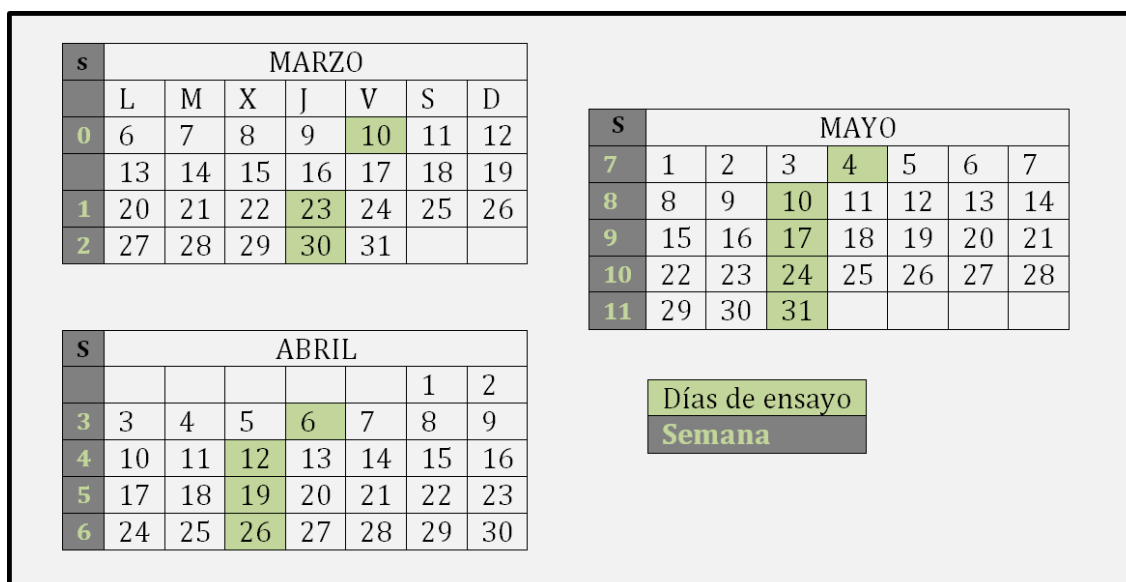 s MARZO
L M X J V S D
0 6 7 8 9 10 11 12
13 14 15 16 17 18 19
1 20 21 22 23 24 25 26
2 27 28 29 30 31
S ABRIL
1 2
3 3 4 5 6 7 8 9
4 10 11 12 13 14 15 16
5 17 18 19 20 21 22 23
6 24 25 26 27 28 29 30
S MAYO
7 1 2 3 4 5 6 7
8 8 9 10 11 12 13 14
9 15 16 17 18 19 20 21
10 22 23 24 25 26 27 28
11 29 30 31
Días de ensayo
Semana